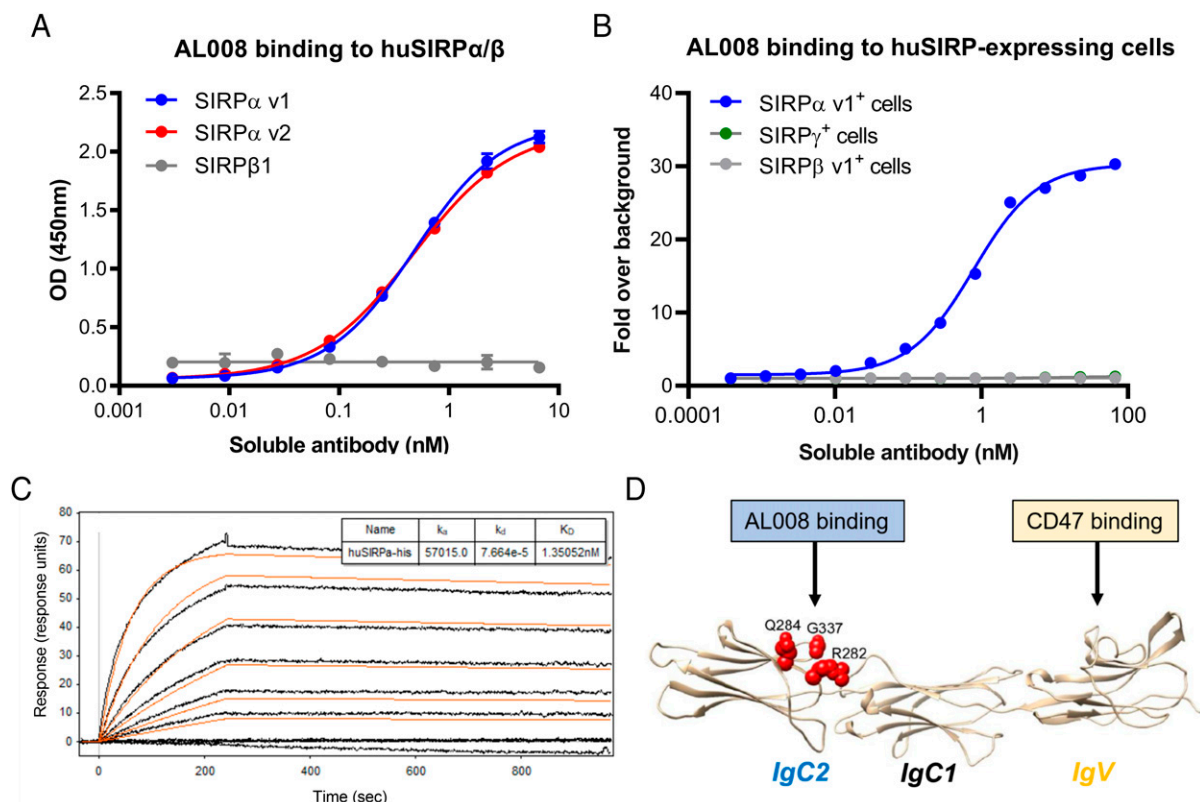 A
AL008 binding to huSIRPα/β
SIRPα v1
SIRPα v2
SIRPβ1
2.5
2.0
1.5
1.0
0.5
0.0
OD (450nm)
0.001
0.01
0.1
1
10
Soluble antibody (nM)
B
AL008 binding to huSIRP-expressing cells
SIRPα v1+ cells
SIRPγ+ cells
SIRPβ v1+ cells
40
30
20
10
0
Fold over background
0.0001
0.01
1
100
Soluble antibody (nM)
C
Name ka kd KD
huSIRPa-his 57015.0 7.664e-5 1.35052nM
80
70
60
50
40
30
20
10
0
Response (response units)
0
200
400
600
800
Time (sec)
D
AL008 binding
CD47 binding
Q284
G337
R282
IgC2
IgC1
IgV